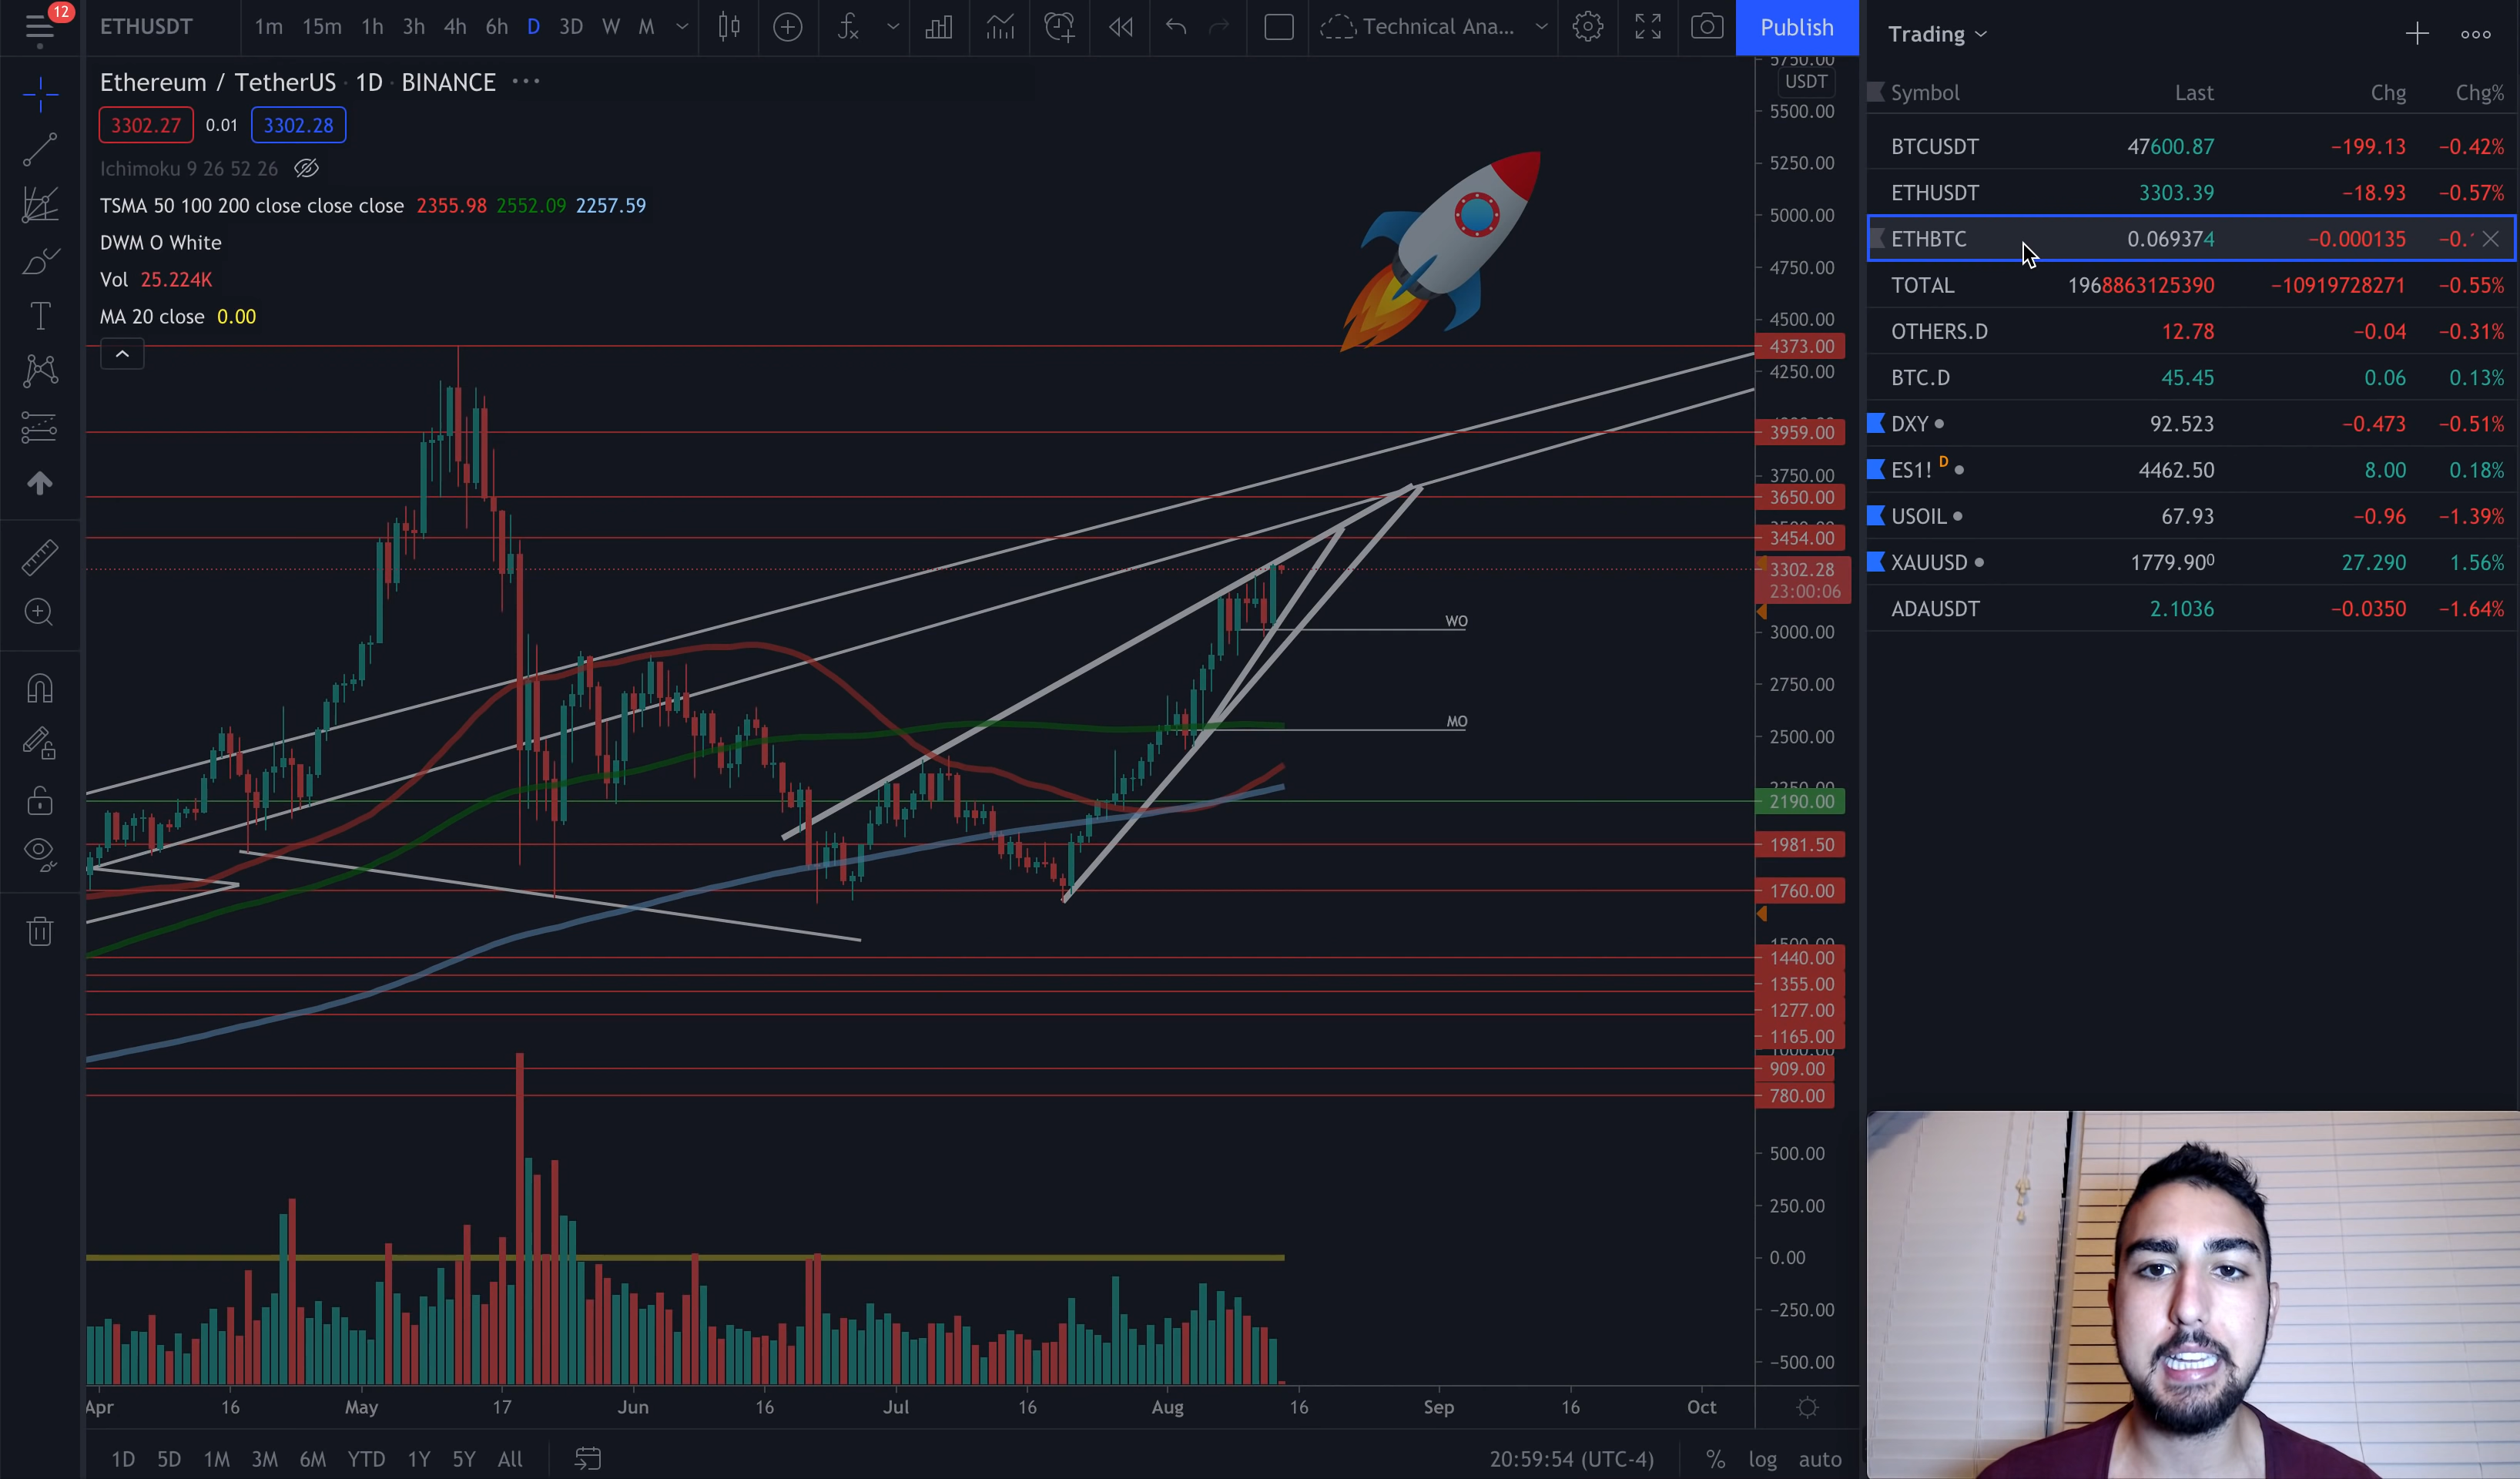 12
ETHUSDT 1m 15m 1h 3h 4h 6h D 3D W M Technical Ana... Publish
Ethereum / TetherUS · 1D · BINANCE ···
3302.27 0.01 3302.28
Ichimoku 9 26 52 26
TSMA 50 100 200 close close close 2355.98 2552.09 2257.59
DWM O White
Vol 25.224K
MA 20 close 0.00
USDT
5500.00
5250.00
5000.00
4750.00
4500.00
4373.00
4250.00
3959.00
3750.00
3650.00
3454.00
3302.28
23:00:06
WO
3000.00
2750.00
MO
2500.00
2190.00
1981.50
1760.00
1440.00
1355.00
1277.00
1165.00
909.00
780.00
500.00
250.00
0.00
−250.00
−500.00
Apr 16 May 17 Jun 16 Jul 16 Aug 16 Sep 16 Oct
1D 5D 1M 3M 6M YTD 1Y 5Y All 20:59:54 (UTC-4) % log auto
Trading
Symbol Last Chg Chg%
BTCUSDT 47600.87 −199.13 −0.42%
ETHUSDT 3303.39 −18.93 −0.57%
ETHBTC 0.069374 −0.000135
TOTAL 1968863125390 −10919728271 −0.55%
OTHERS.D 12.78 −0.04 −0.31%
BTC.D 45.45 0.06 0.13%
DXY 92.523 −0.473 −0.51%
ES1! D 4462.50 8.00 0.18%
USOIL 67.93 −0.96 −1.39%
XAUUSD 1779.900 27.290 1.56%
ADAUSDT 2.1036 −0.0350 −1.64%